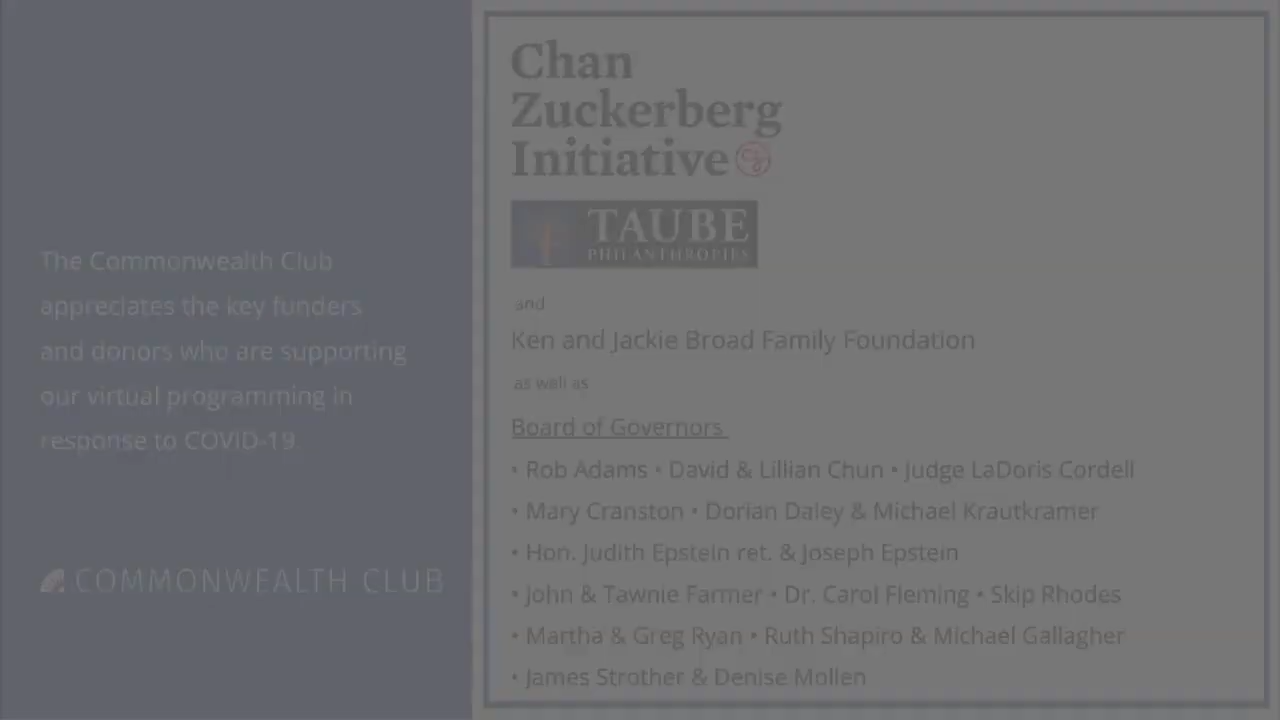 The Commonwealth Club
appreciates the key funders
and donors who are supporting
our virtual programming in
response to COVID-19.
COMMONWEALTH CLUB
Chan
Zuckerberg
Initiative
TAUBE
PHILANTHROPIES
and
Ken and Jackie Broad Family Foundation
as well as
Board of Governors
• Rob Adams • David & Lillian Chun • Judge LaDoris Cordell
• Mary Cranston • Dorian Daley & Michael Krautkramer
• Hon. Judith Epstein ret. & Joseph Epstein
• John & Tawnie Farmer • Dr. Carol Fleming • Skip Rhodes
• Martha & Greg Ryan • Ruth Shapiro & Michael Gallagher
• James Strother & Denise Mollen